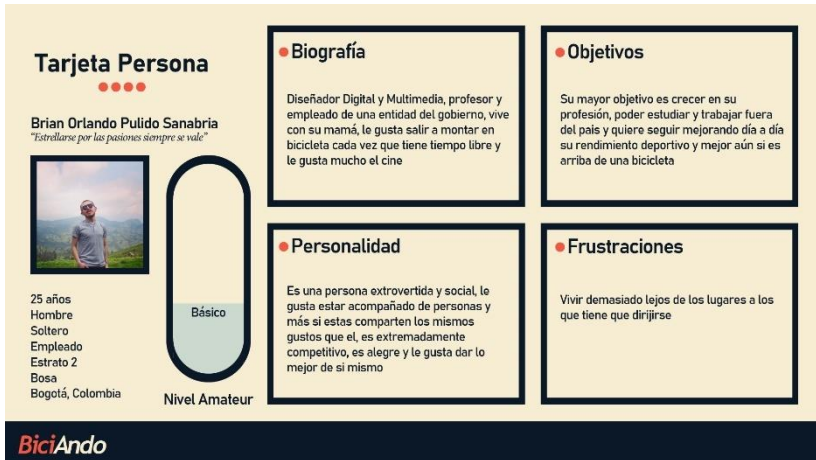 Tarjeta Persona
Brian Orlando Pulido Sanabria
“Estrellarse por las pasiones siempre se vale”
25 años
Hombre
Soltero
Empleado
Estrato 2
Bosa
Bogotá, Colombia
Básico
Nivel Amateur
Biografía
Diseñador Digital y Multimedia, profesor y
empleado de una entidad del gobierno, vive
con su mamá, le gusta salir a montar en
bicicleta cada vez que tiene tiempo libre y
le gusta mucho el cine
Objetivos
Su mayor objetivo es crecer en su
profesión, poder estudiar y trabajar fuera
del pais y quiere seguir mejorando día a día
su rendimiento deportivo y mejor aún si es
arriba de una bicicleta
Personalidad
Es una persona extrovertida y social, le
gusta estar acompañado de personas y
más si estas comparten los mismos
gustos que el, es extremadamente
competitivo, es alegre y le gusta dar lo
mejor de si mismo
Frustraciones
Vivir demasiado lejos de los lugares a los
que tiene que dirijirse
BiciAndo